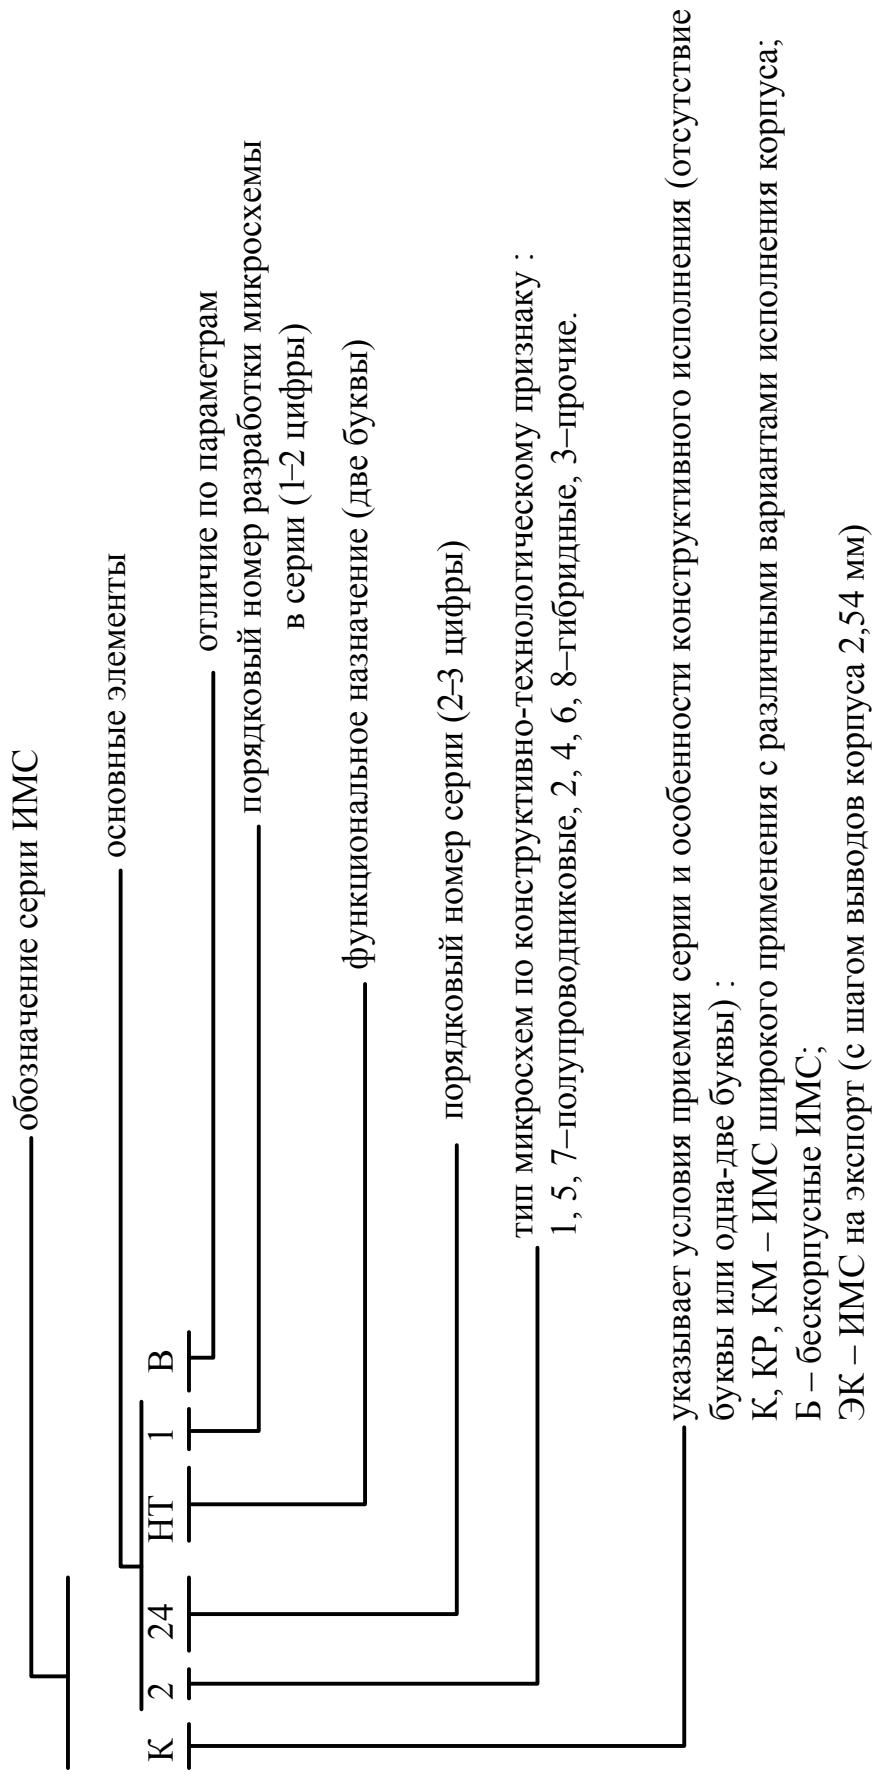 обозначение серии ИМС
основные элементы
К 2 24 НТ 1 В
отличие по параметрам
порядковый номер разработки микросхемы
в серии (1–2 цифры)
функциональное назначение (две буквы)
порядковый номер серии (2–3 цифры)
тип микросхем по конструктивно-технологическому признаку :
1, 5, 7–полупроводниковые, 2, 4, 6, 8–гибридные, 3–прочие.
указывает условия приемки серии и особенности конструктивного исполнения (отсутствие
буквы или одна-две буквы) :
К, КР, КМ – ИМС широкого применения с различными вариантами исполнения корпуса;
Б – бескорпусные ИМС;
ЭК – ИМС на экспорт (с шагом выводов корпуса 2,54 мм)